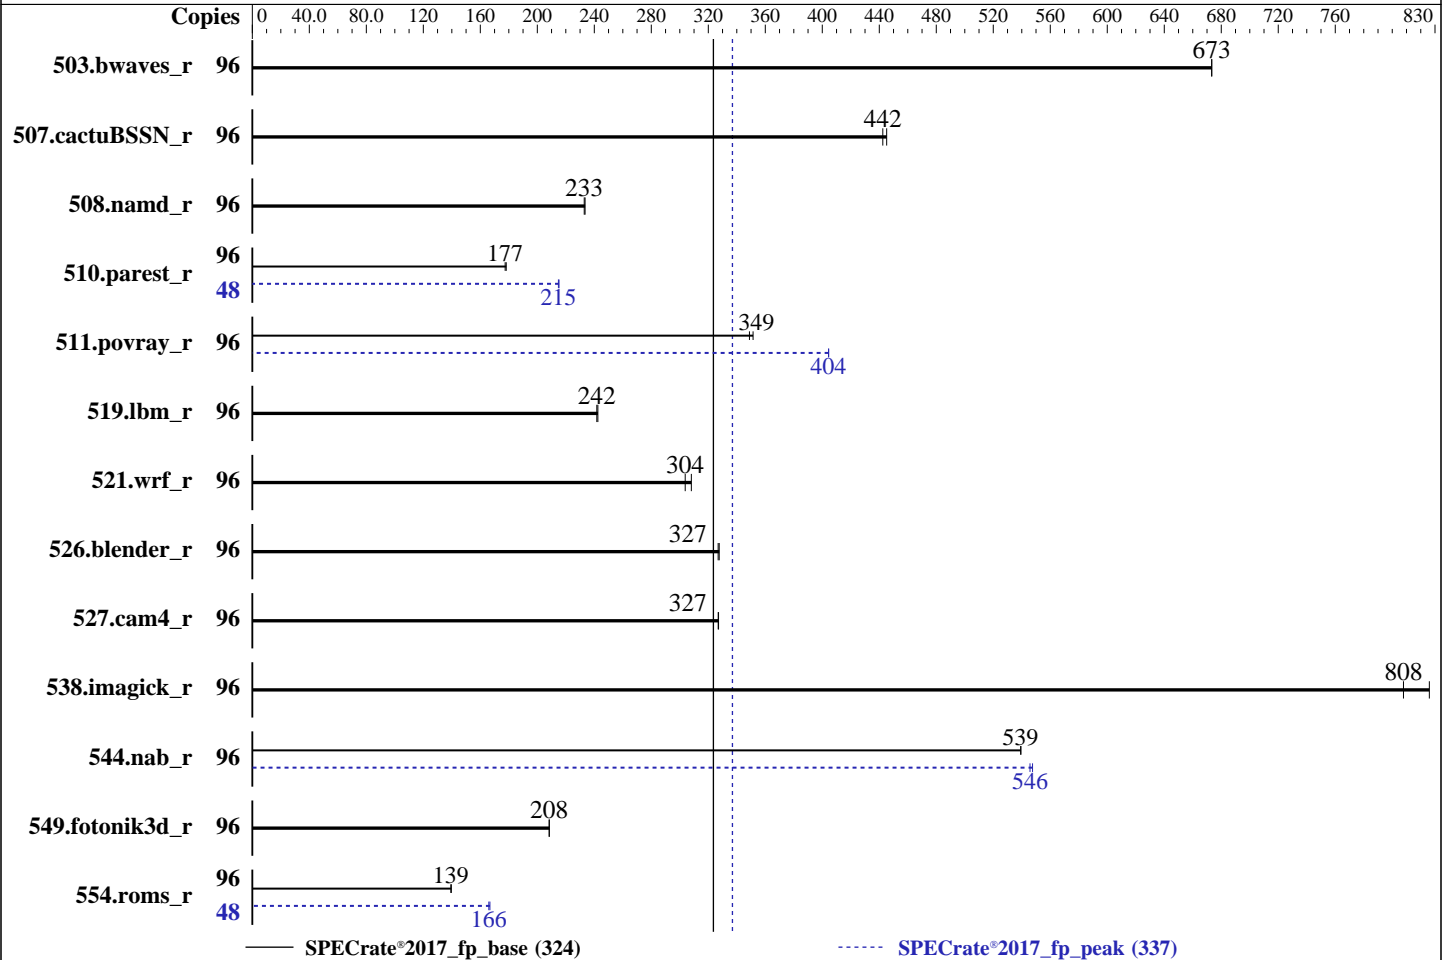 Copies 0 40.0 80.0 120 160 200 240 280 320 360 400 440 480 520 560 600 640 680 720 760 830
503.bwaves_r 96 673
507.cactuBSSN_r 96 442
508.namd_r 96 233
510.parest_r 96 177
48 215
511.povray_r 96 349
404
519.lbm_r 96 242
521.wrf_r 96 304
526.blender_r 96 327
527.cam4_r 96 327
538.imagick_r 96 808
544.nab_r 96 539
546
549.fotonik3d_r 96 208
554.roms_r 96 139
48 166
SPECrate®2017_fp_base (324) SPECrate®2017_fp_peak (337)